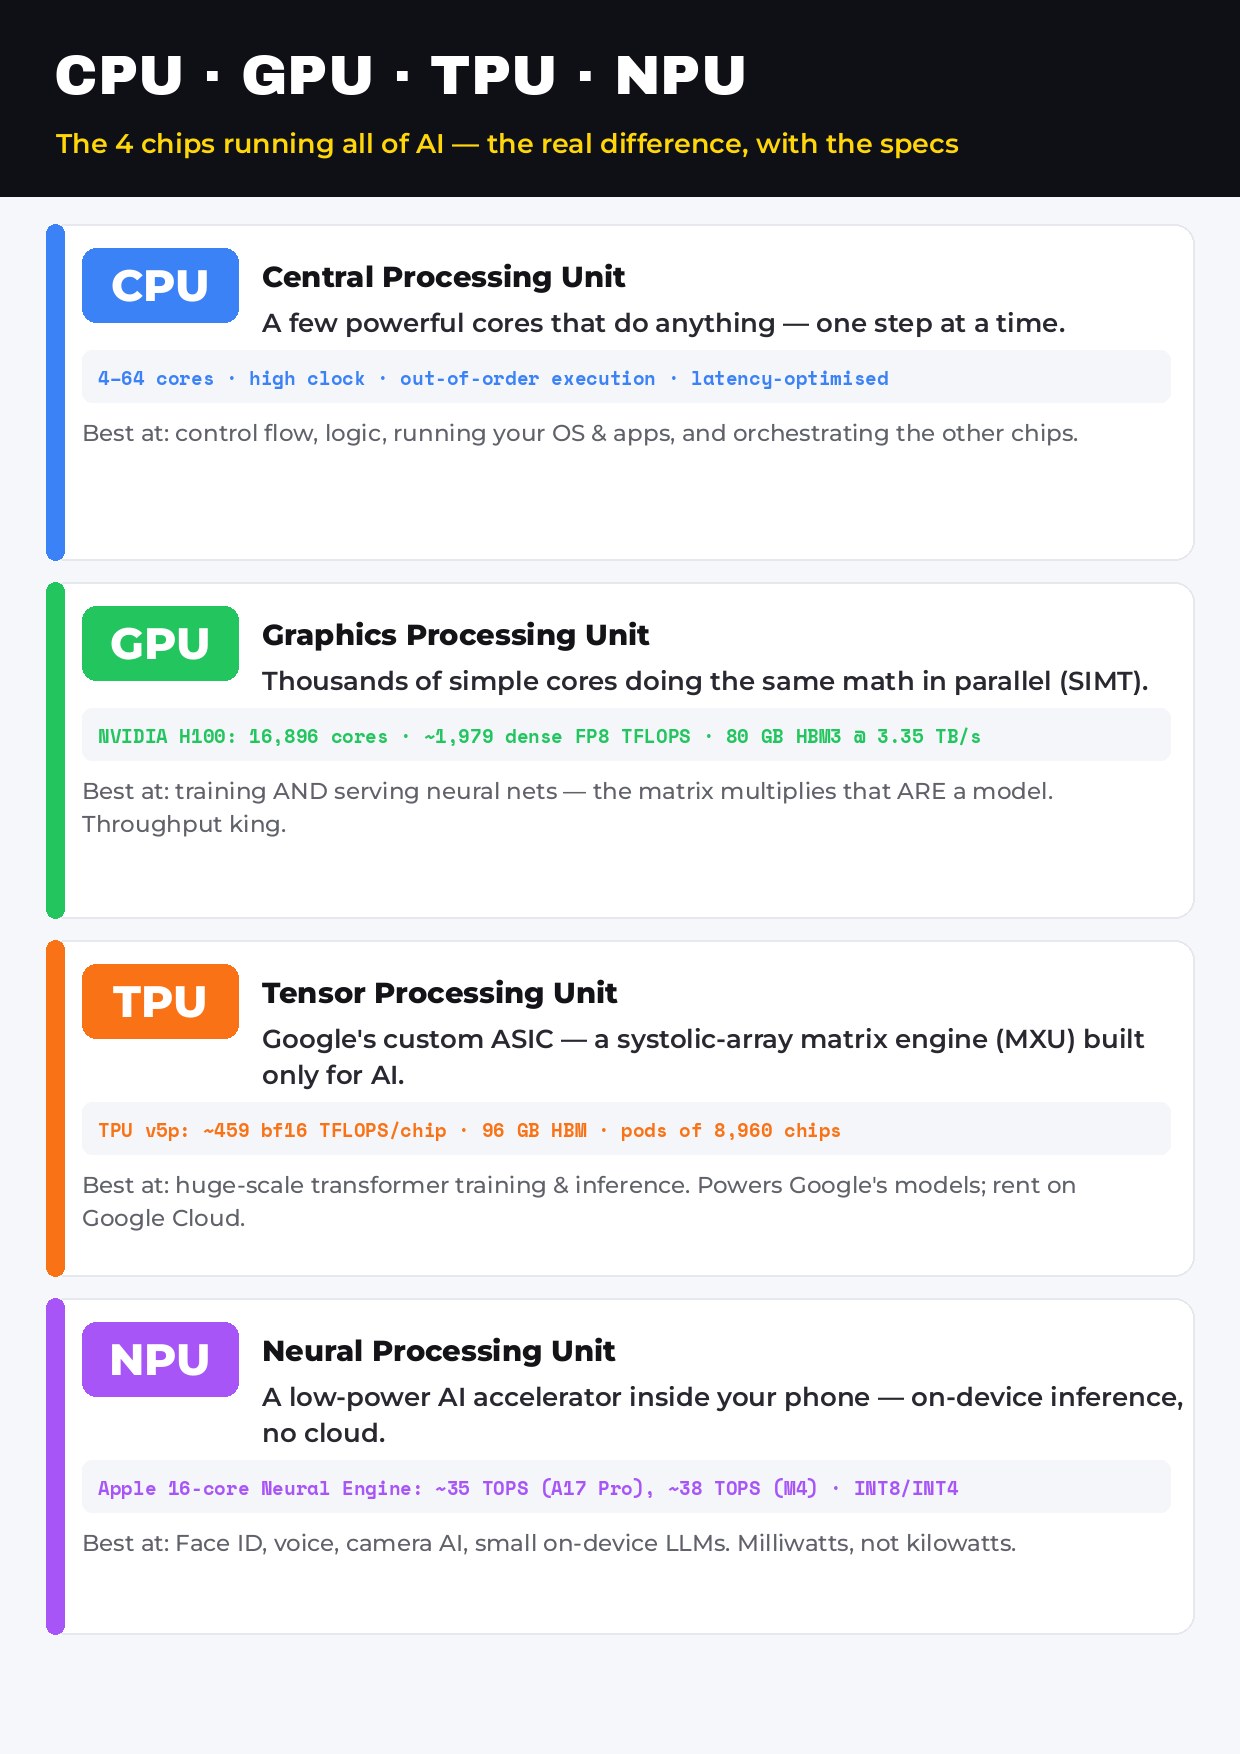 CPU · GPU · TPU · NPU
The 4 chips running all of AI — the real difference, with the specs
CPU
Central Processing Unit
A few powerful cores that do anything — one step at a time.
4–64 cores · high clock · out-of-order execution · latency-optimised
Best at: control flow, logic, running your OS & apps, and orchestrating the other chips.
GPU
Graphics Processing Unit
Thousands of simple cores doing the same math in parallel (SIMT).
NVIDIA H100: 16,896 cores · ~1,979 dense FP8 TFLOPS · 80 GB HBM3 @ 3.35 TB/s
Best at: training AND serving neural nets — the matrix multiplies that ARE a model.
Throughput king.
TPU
Tensor Processing Unit
Google's custom ASIC — a systolic-array matrix engine (MXU) built
only for AI.
TPU v5p: ~459 bf16 TFLOPS/chip · 96 GB HBM · pods of 8,960 chips
Best at: huge-scale transformer training & inference. Powers Google's models; rent on
Google Cloud.
NPU
Neural Processing Unit
A low-power AI accelerator inside your phone — on-device inference,
no cloud.
Apple 16-core Neural Engine: ~35 TOPS (A17 Pro), ~38 TOPS (M4) · INT8/INT4
Best at: Face ID, voice, camera AI, small on-device LLMs. Milliwatts, not kilowatts.